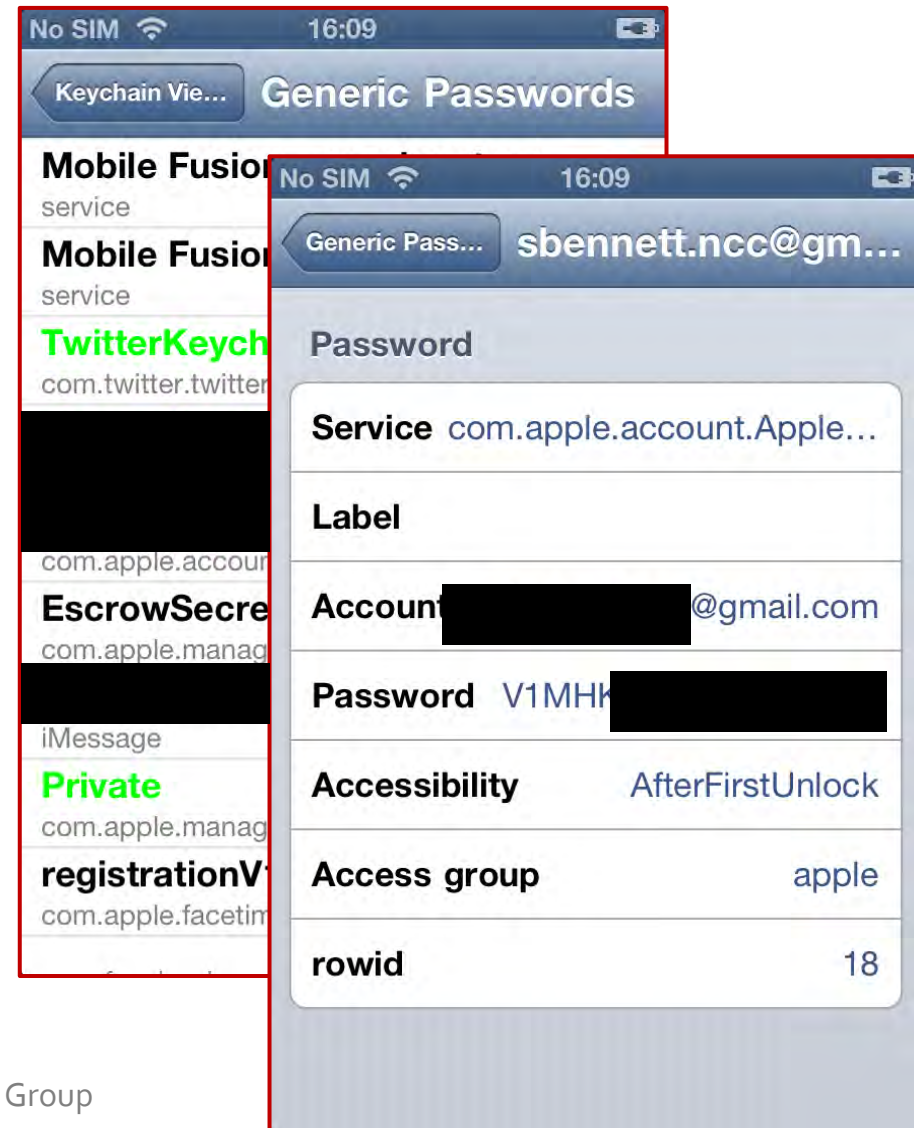 No SIM 16:09
Keychain Vie... Generic Passwords
Mobile Fusion
service
Mobile Fusion
service
TwitterKeych
com.twitter.twitter
com.apple.accour
EscrowSecre
com.apple.manag
iMessage
Private
com.apple.manag
registrationV1
com.apple.facetim
No SIM 16:09
Generic Pass... sbennett.ncc@gm...
Password
Service com.apple.account.Apple...
Label
Account @gmail.com
Password V1MHK
Accessibility AfterFirstUnlock
Access group apple
rowid 18
Group